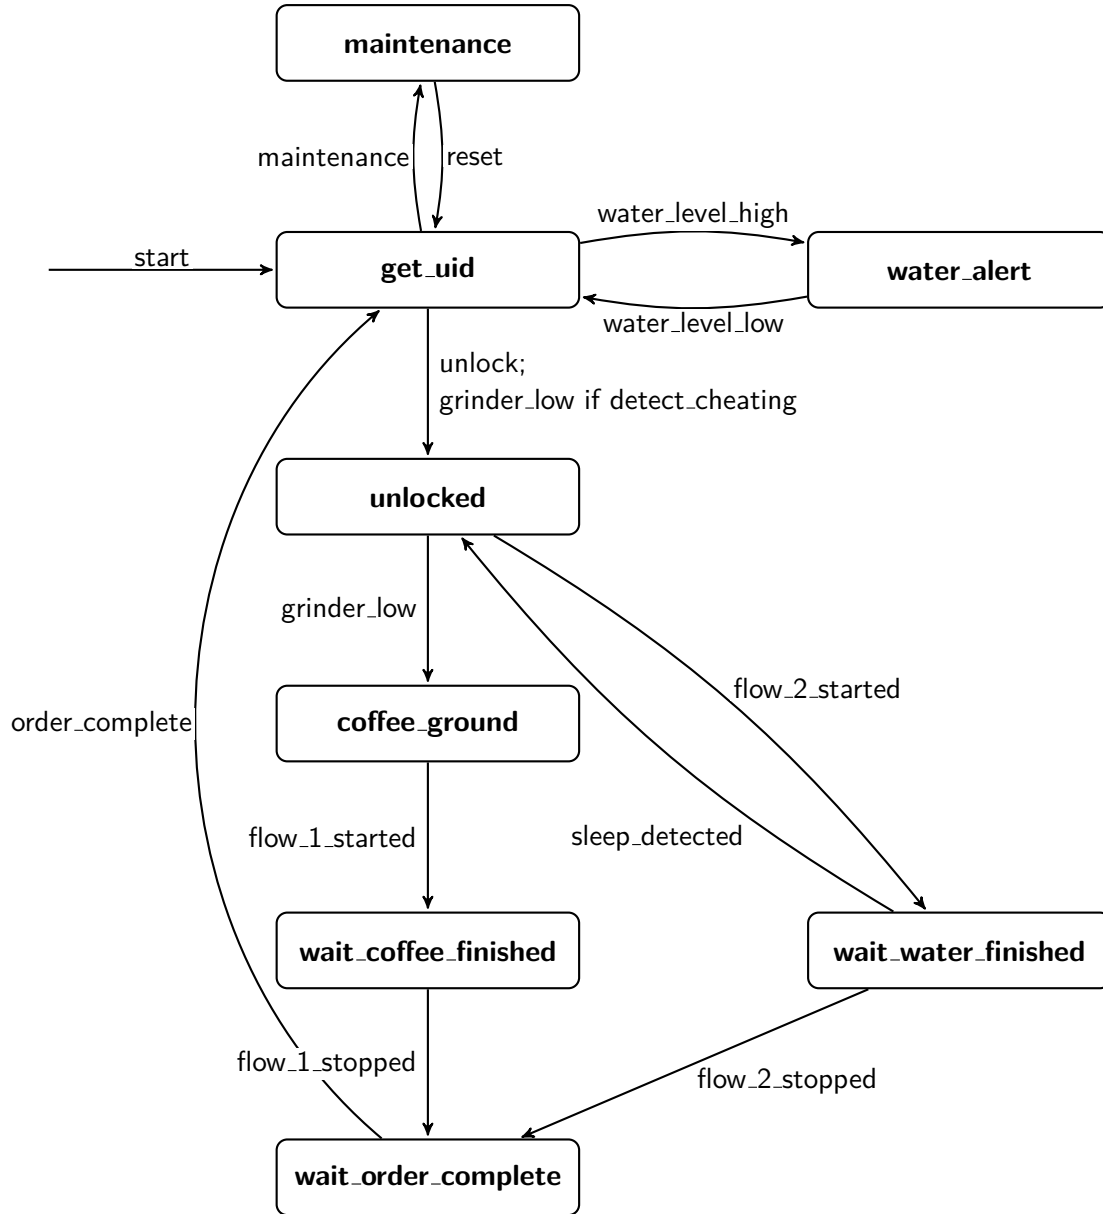 maintenance
maintenance
reset
water_level_high
start
get_uid
water_alert
water_level_low
unlock;
grinder_low if detect_cheating
unlocked
grinder_low
flow_2_started
order_complete
coffee_ground
flow_1_started
sleep_detected
wait_coffee_finished
wait_water_finished
flow_1_stopped
flow_2_stopped
wait_order_complete